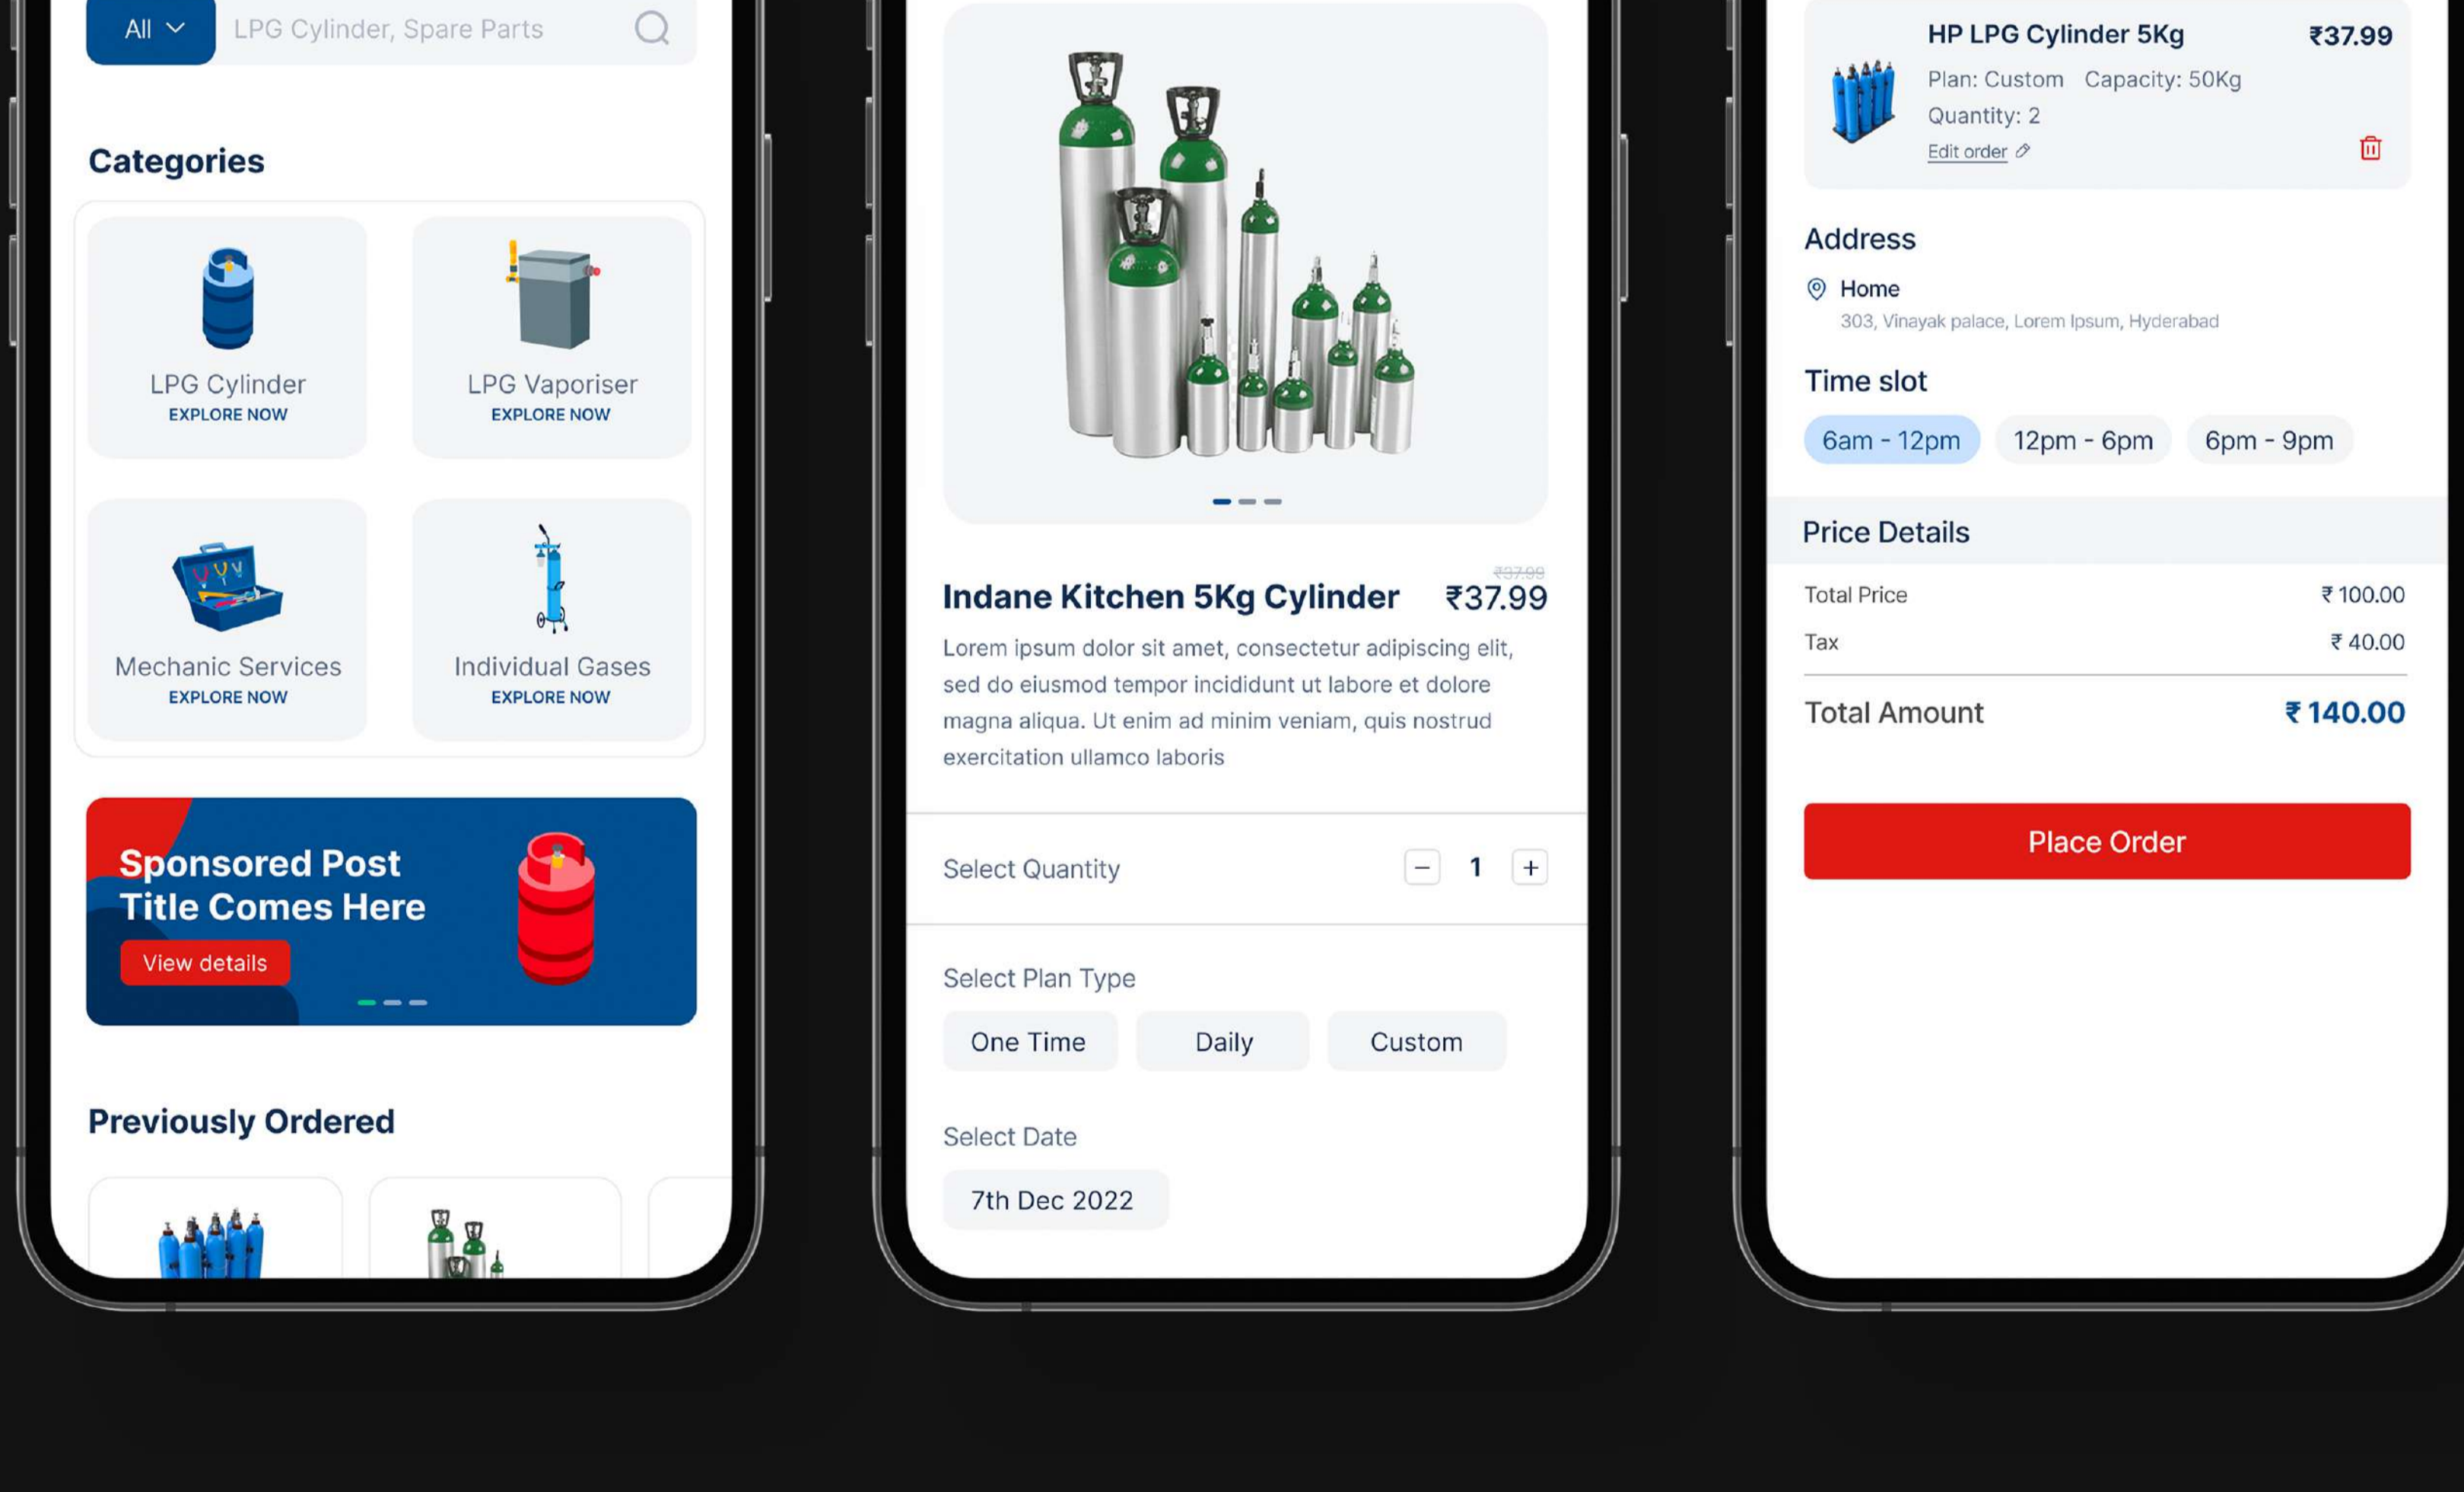 All
LPG Cylinder, Spare Parts
Categories
LPG Cylinder
EXPLORE NOW
LPG Vaporiser
EXPLORE NOW
Mechanic Services
EXPLORE NOW
Individual Gases
EXPLORE NOW
Sponsored Post
Title Comes Here
View details
Previously Ordered
₹37.99
Indane Kitchen 5Kg Cylinder ₹37.99
Lorem ipsum dolor sit amet, consectetur adipiscing elit,
sed do eiusmod tempor incididunt ut labore et dolore
magna aliqua. Ut enim ad minim veniam, quis nostrud
exercitation ullamco laboris
Select Quantity - 1 +
Select Plan Type
One Time Daily Custom
Select Date
7th Dec 2022
HP LPG Cylinder 5Kg ₹37.99
Plan: Custom Capacity: 50Kg
Quantity: 2
Edit order
Address
Home
303, Vinayak palace, Lorem Ipsum, Hyderabad
Time slot
6am - 12pm 12pm - 6pm 6pm - 9pm
Price Details
Total Price ₹ 100.00
Tax ₹ 40.00
Total Amount ₹ 140.00
Place Order